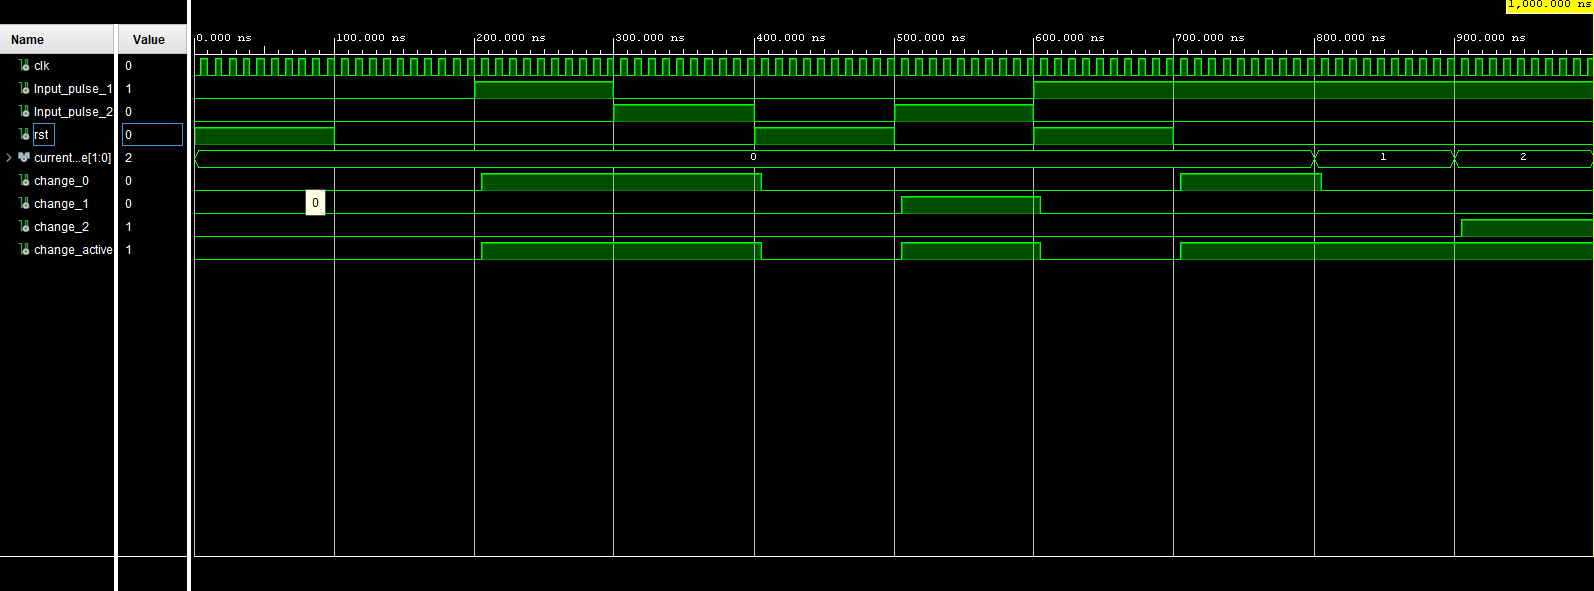 1,000.000 ns
Name Value
0.000 ns 100.000 ns 200.000 ns 300.000 ns 400.000 ns 500.000 ns 600.000 ns 700.000 ns 800.000 ns 900.000 ns
clk 0
Input_pulse_1 1
Input_pulse_2 0
rst 0
current...e[1:0] 2 0 1 2
change_0 0
change_1 0 0
change_2 1
change_active 1